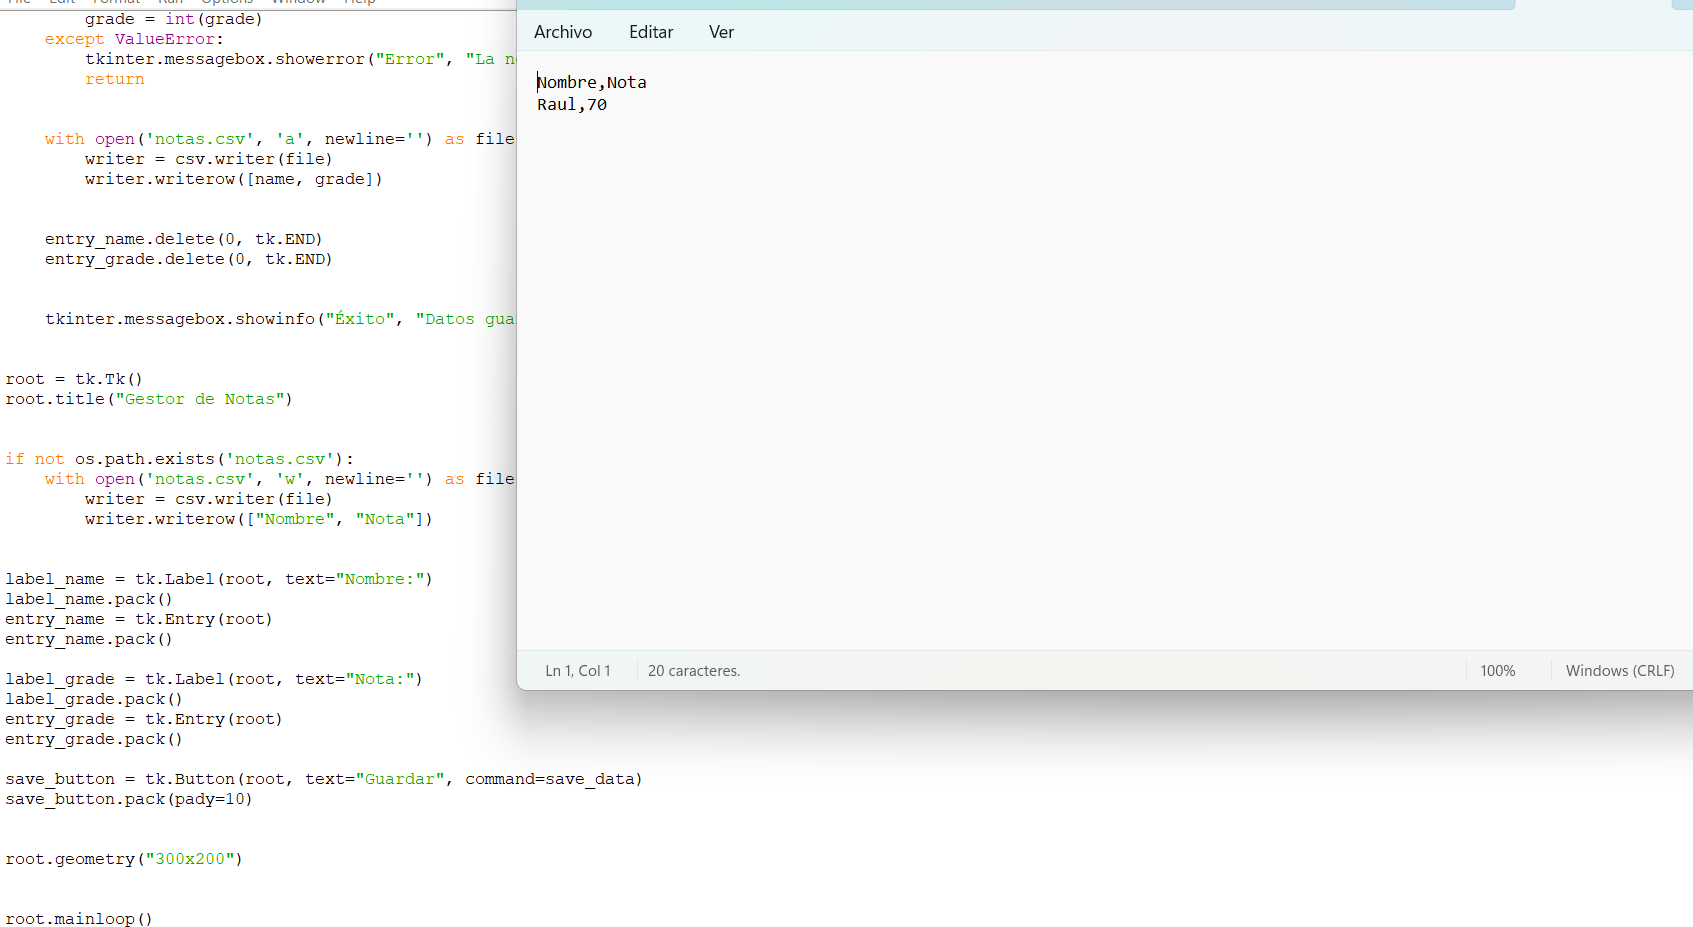 File Edit Format Run Options Window Help
grade = int(grade)
except ValueError:
tkinter.messagebox.showerror("Error", "La
return
with open('notas.csv', 'a', newline='') as file
writer = csv.writer(file)
writer.writerow([name, grade])
entry_name.delete(0, tk.END)
entry_grade.delete(0, tk.END)
tkinter.messagebox.showinfo("Éxito", "Datos gua
root = tk.Tk()
root.title("Gestor de Notas")
if not os.path.exists('notas.csv'):
with open('notas.csv', 'w', newline='') as file
writer = csv.writer(file)
writer.writerow(["Nombre", "Nota"])
label_name = tk.Label(root, text="Nombre:")
label_name.pack()
entry_name = tk.Entry(root)
entry_name.pack()
label_grade = tk.Label(root, text="Nota:")
label_grade.pack()
entry_grade = tk.Entry(root)
entry_grade.pack()
save_button = tk.Button(root, text="Guardar", command=save_data)
save_button.pack(pady=10)
root.geometry("300x200")
root.mainloop()
Archivo Editar Ver
Nombre,Nota
Raul,70
Ln 1, Col 1 20 caracteres. 100% Windows (CRLF)